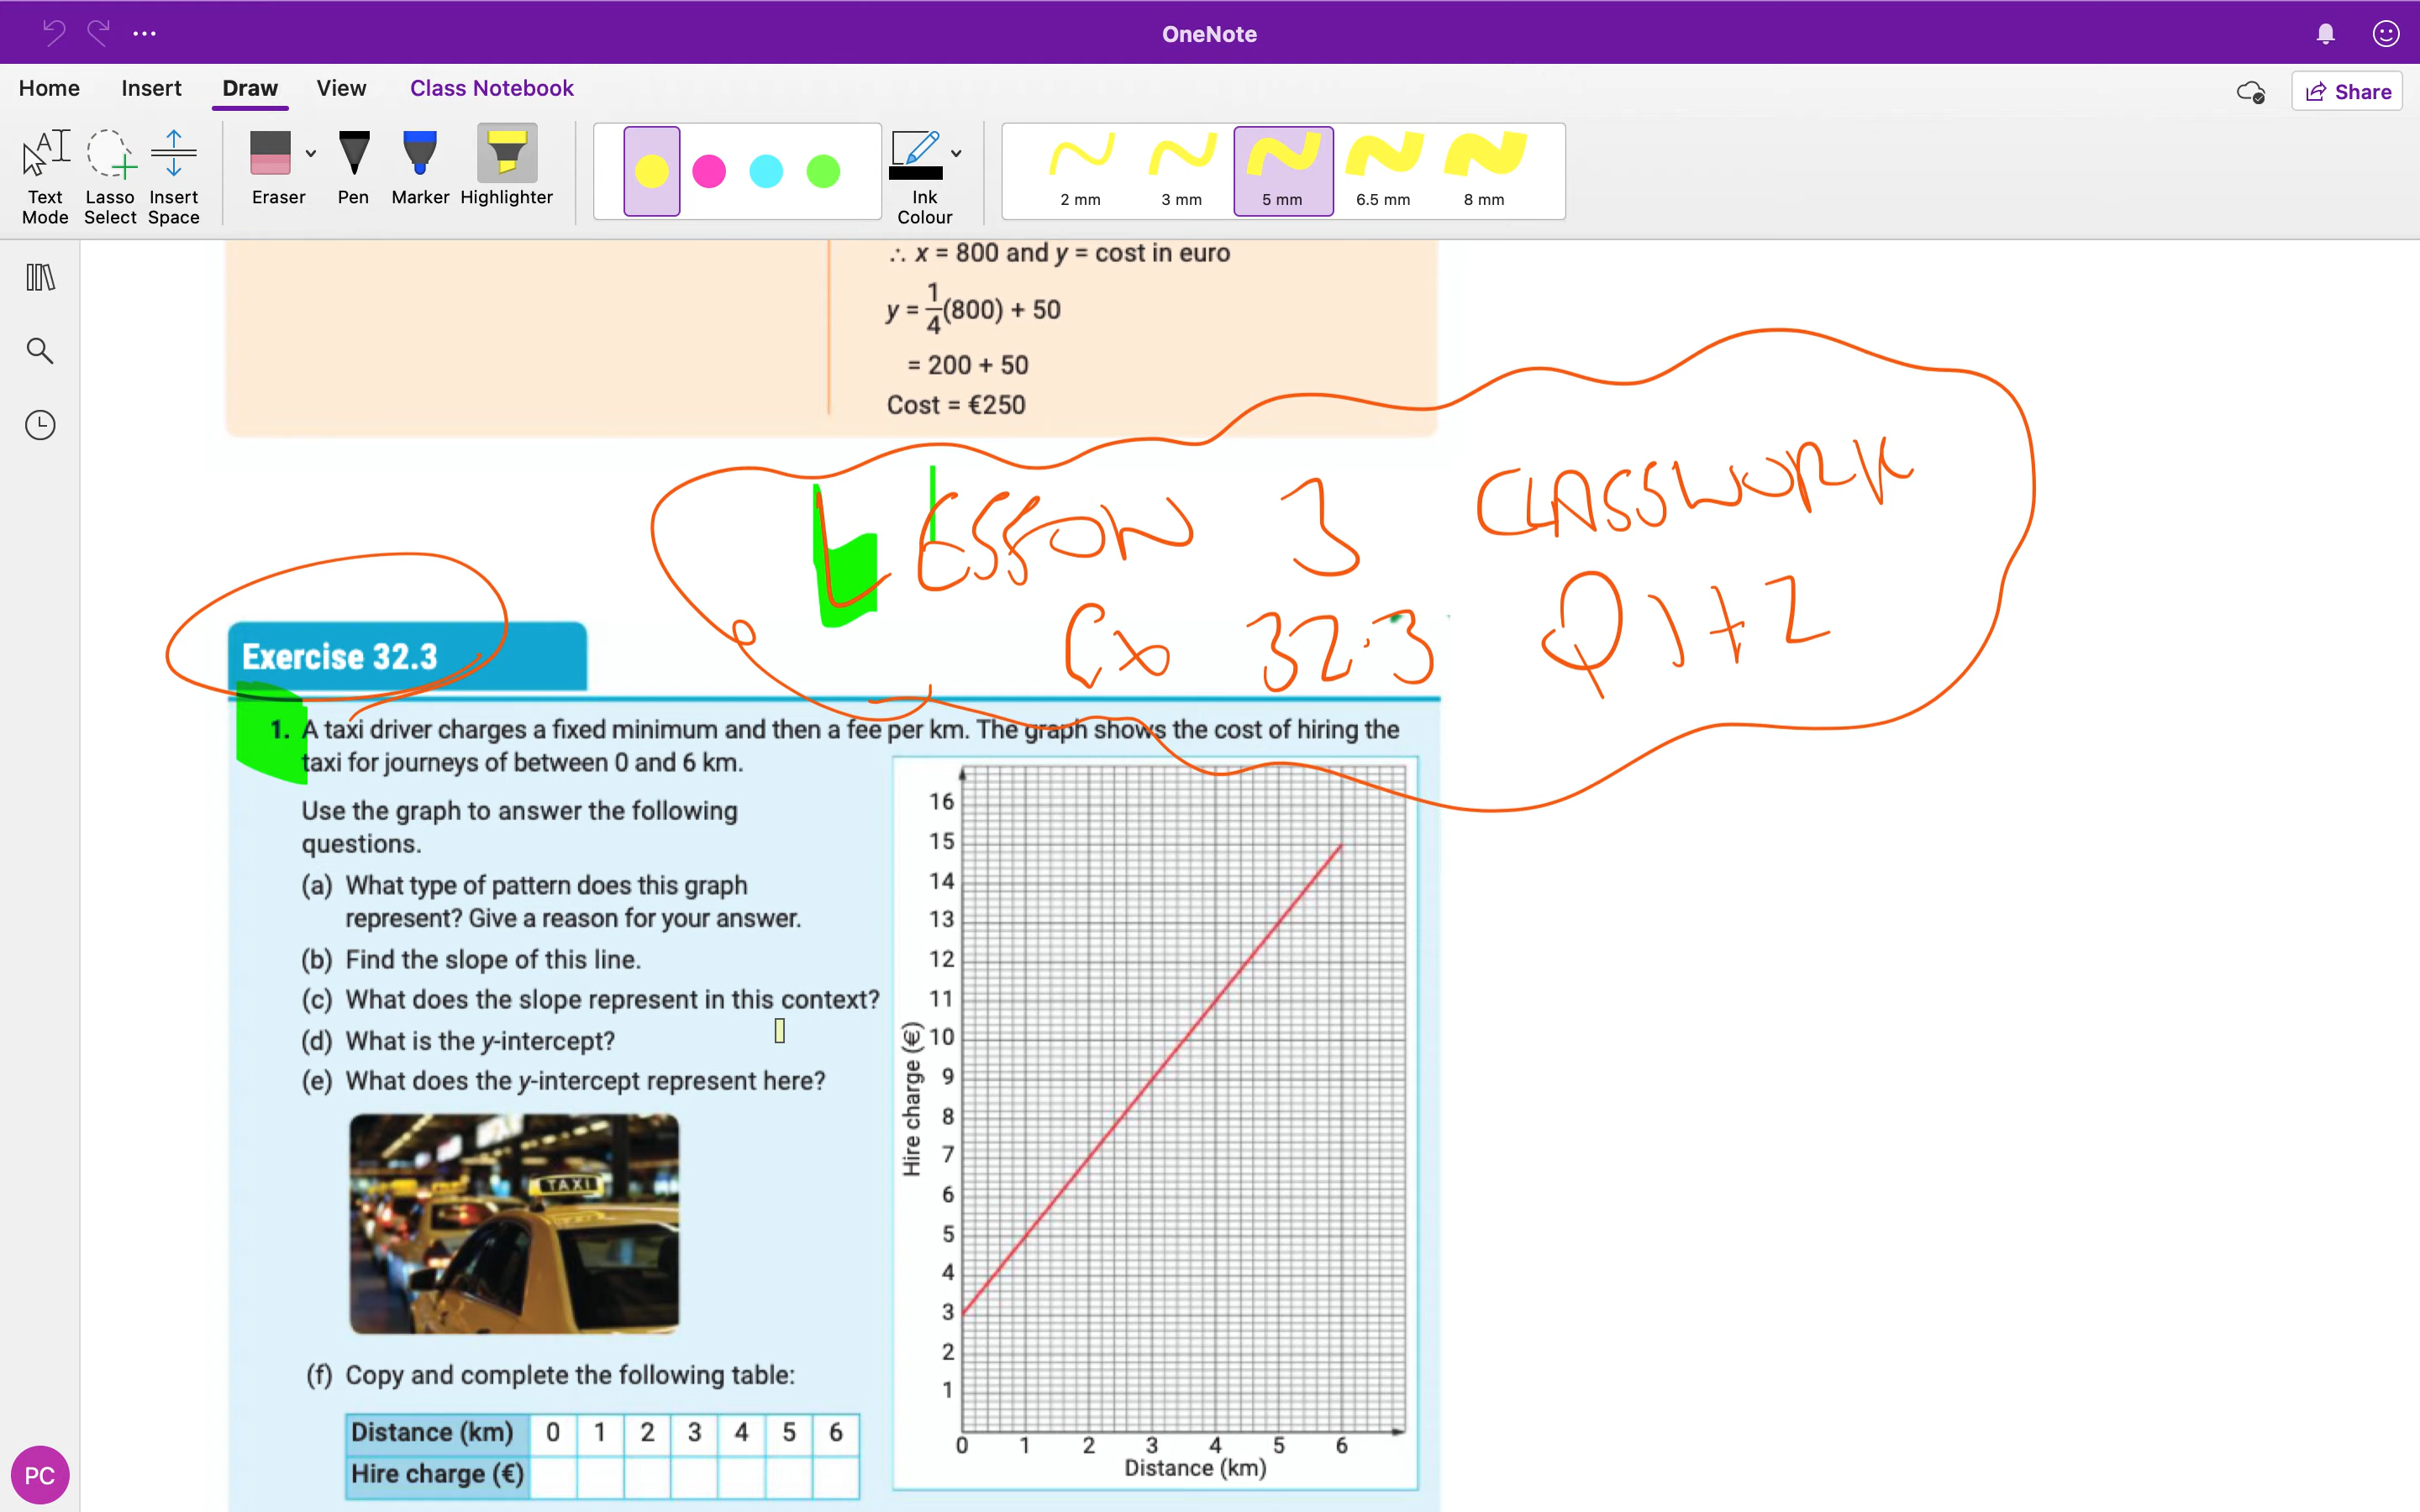 OneNote
Home Insert Draw View Class Notebook Share
Text Mode Lasso Select Insert Space Eraser Pen Marker Highlighter Ink Colour 2 mm 3 mm 5 mm 6.5 mm 8 mm
∴ x = 800 and y = cost in euro
y = 1/4(800) + 50
= 200 + 50
Cost = €250
LESSON 3 CLASSWORK
Ex 32.3 Q1+2
Exercise 32.3
1. A taxi driver charges a fixed minimum and then a fee per km. The graph shows the cost of hiring the
taxi for journeys of between 0 and 6 km.
Use the graph to answer the following
questions.
(a) What type of pattern does this graph
represent? Give a reason for your answer.
(b) Find the slope of this line.
(c) What does the slope represent in this context?
(d) What is the y-intercept?
(e) What does the y-intercept represent here?
TAXI
(f) Copy and complete the following table:
Distance (km) 0 1 2 3 4 5 6
Hire charge (€)
Hire charge (€)
16
15
14
13
12
11
10
9
8
7
6
5
4
3
2
1
0 1 2 3 4 5 6
Distance (km)
PC